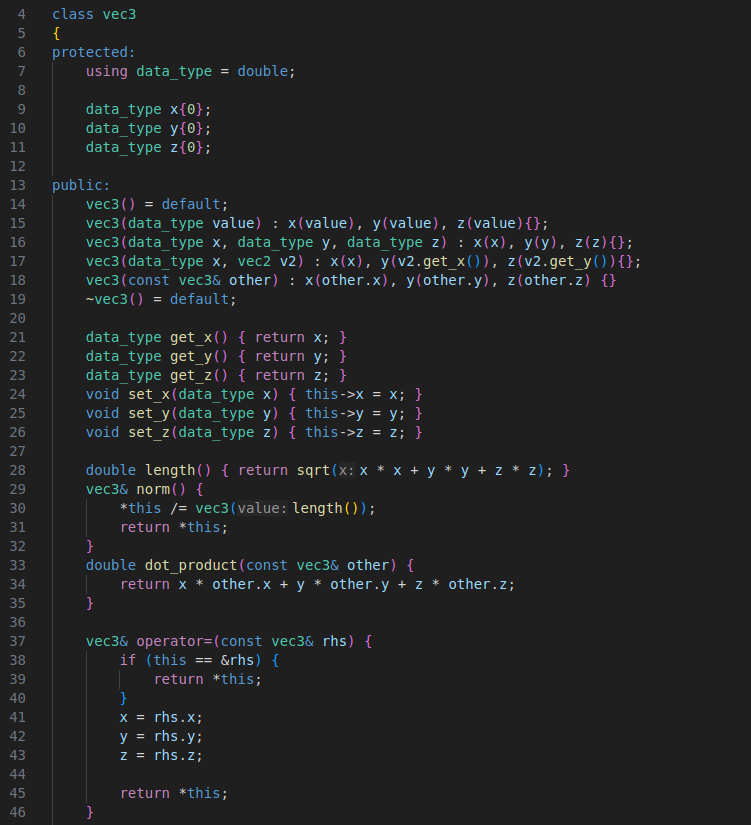 4 class vec3
5 {
6 protected:
7     using data_type = double;
8
9     data_type x{0};
10     data_type y{0};
11     data_type z{0};
12
13 public:
14     vec3() = default;
15     vec3(data_type value) : x(value), y(value), z(value){};
16     vec3(data_type x, data_type y, data_type z) : x(x), y(y), z(z){};
17     vec3(data_type x, vec2 v2) : x(x), y(v2.get_x()), z(v2.get_y()){};
18     vec3(const vec3& other) : x(other.x), y(other.y), z(other.z) {}
19     ~vec3() = default;
20
21     data_type get_x() { return x; }
22     data_type get_y() { return y; }
23     data_type get_z() { return z; }
24     void set_x(data_type x) { this->x = x; }
25     void set_y(data_type y) { this->y = y; }
26     void set_z(data_type z) { this->z = z; }
27
28     double length() { return sqrt(x: x * x + y * y + z * z); }
29     vec3& norm() {
30         *this /= vec3(value: length());
31         return *this;
32     }
33     double dot_product(const vec3& other) {
34         return x * other.x + y * other.y + z * other.z;
35     }
36
37     vec3& operator=(const vec3& rhs) {
38         if (this == &rhs) {
39             return *this;
40         }
41         x = rhs.x;
42         y = rhs.y;
43         z = rhs.z;
44
45         return *this;
46     }